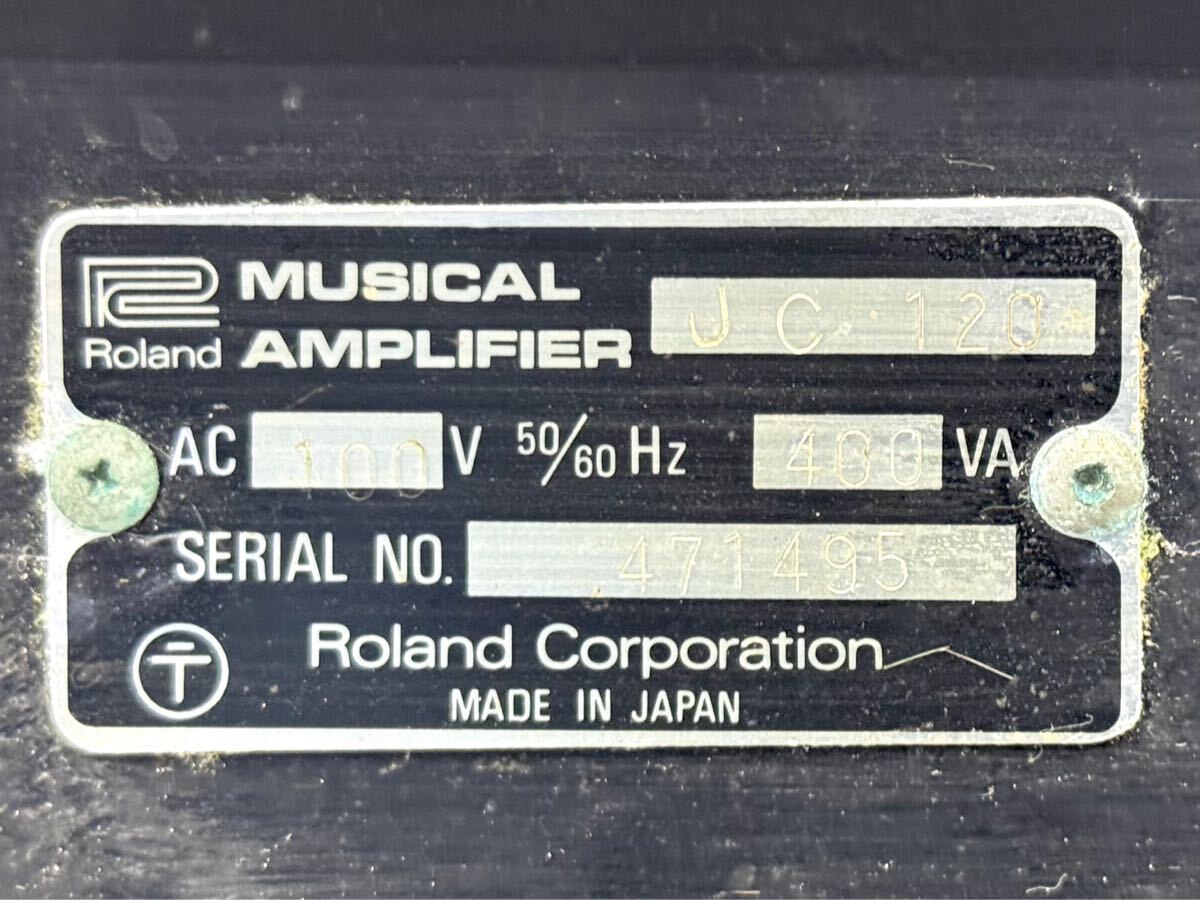 MUSICAL JC-120
Roland AMPLIFIER
AC 100 V 50/60 Hz 400 VA
SERIAL NO. 471495
Roland Corporation
MADE IN JAPAN